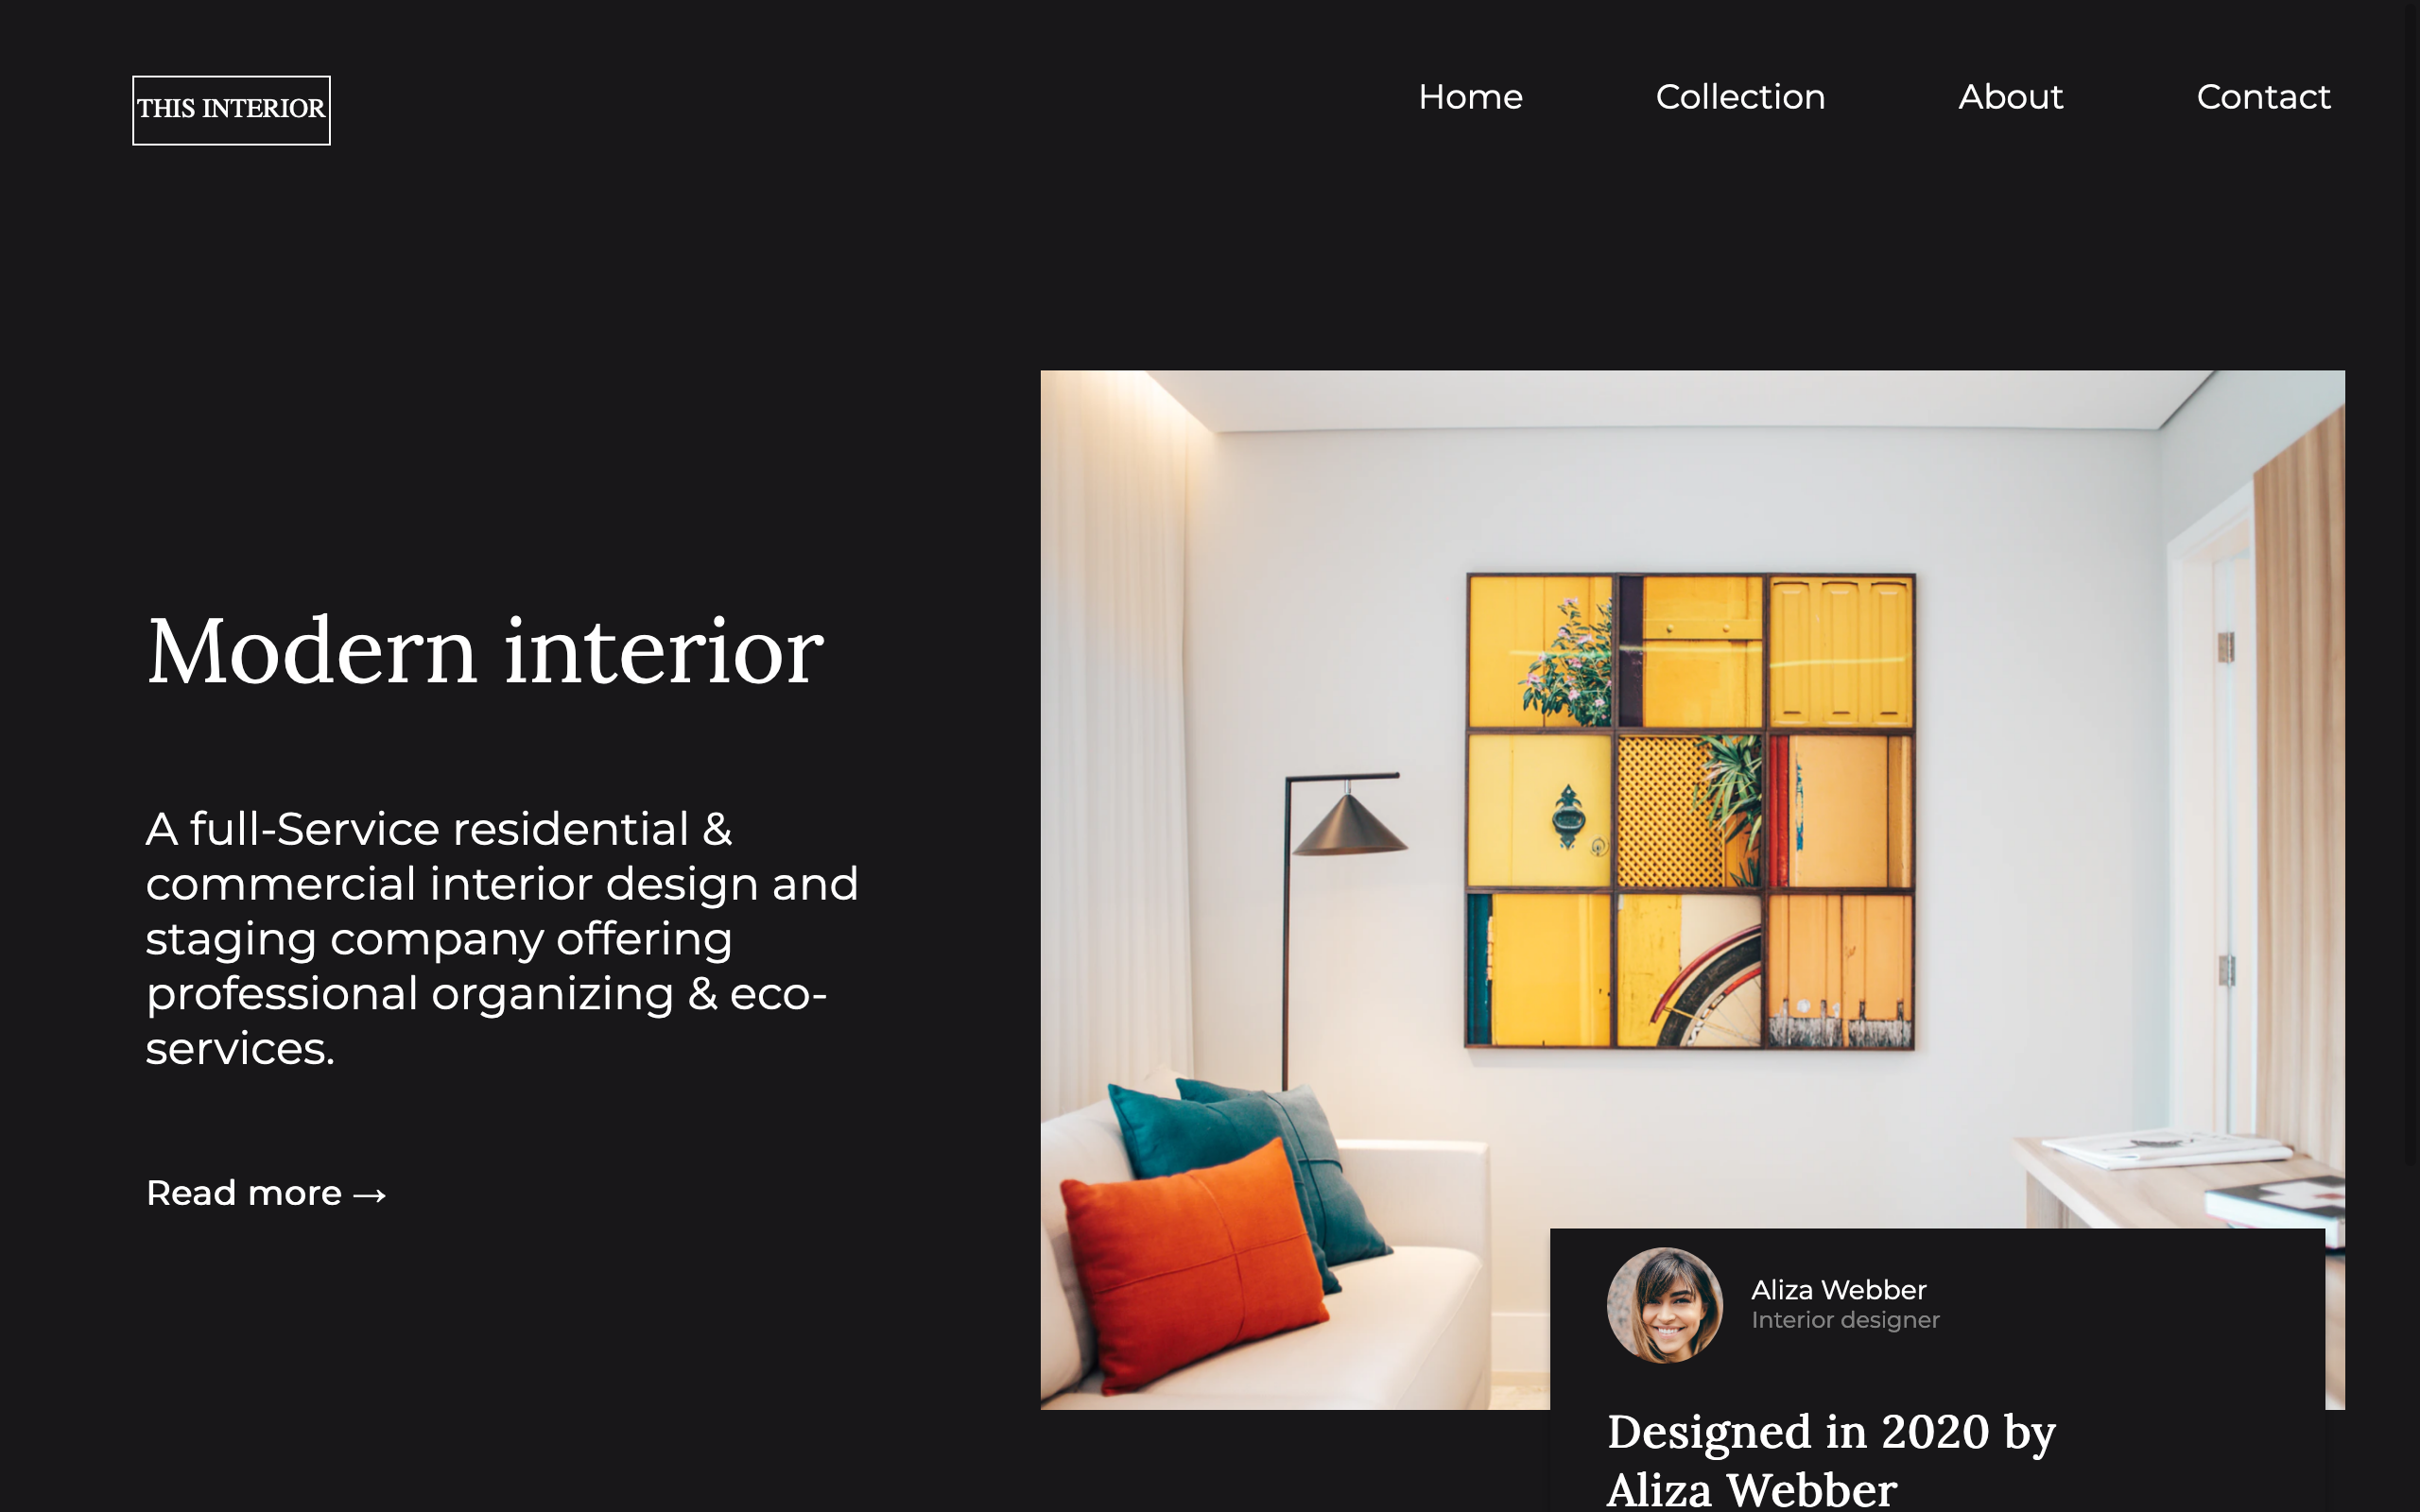 THIS INTERIOR
Home
Collection
About
Contact
Modern interior
A full-Service residential &
commercial interior design and
staging company offering
professional organizing & eco-
services.
Read more →
Aliza Webber
Interior designer
Designed in 2020 by
Aliza Webber